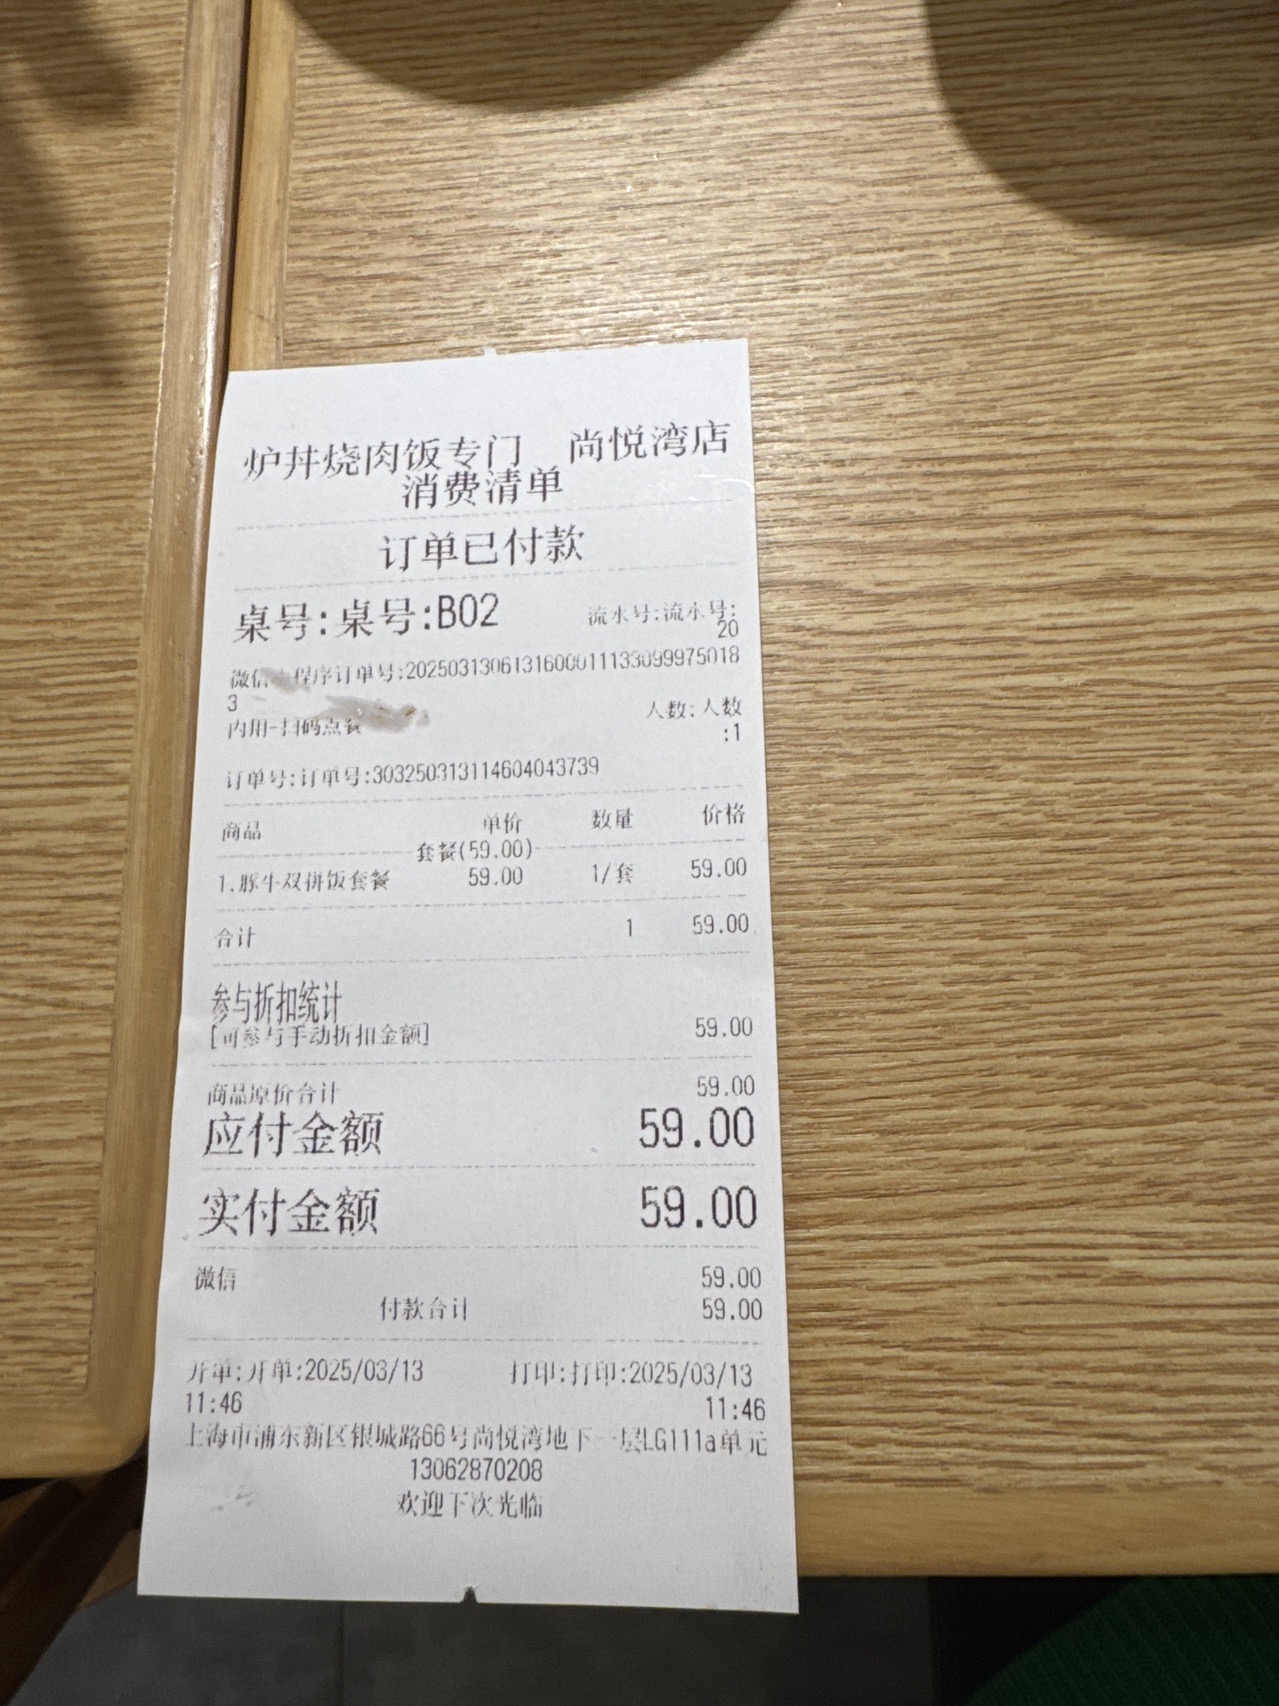 炉丼烧肉饭专门 尚悦湾店
消费清单
订单已付款
桌号:桌号:B02 流水号:流水号:
20
微信 程序订单号:2025031306131600011133099975018
3
内用-扫码点餐 人数:人数
:1
订单号:订单号:303250313114604043739
商品 单价 数量 价格
套餐(59.00)
1.豚牛双拼饭套餐 59.00 1/套 59.00
合计 1 59.00
参与折扣统计
[可参与手动折扣金额] 59.00
商品原价合计 59.00
应付金额 59.00
实付金额 59.00
微信 59.00
付款合计 59.00
开单:开单:2025/03/13 打印:打印:2025/03/13
11:46 11:46
上海市浦东新区银城路66号尚悦湾地下一层LG111a单元
13062870208
欢迎下次光临